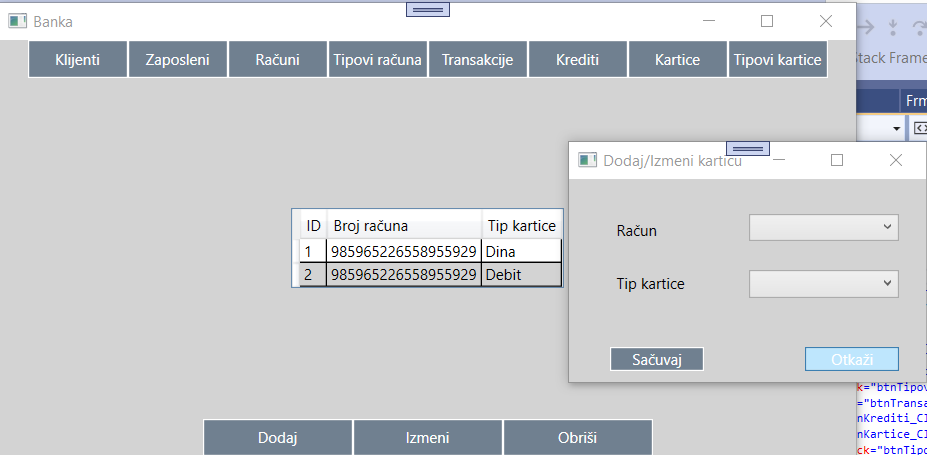 Banka
Klijenti Zaposleni Računi Tipovi računa Transakcije Krediti Kartice Tipovi kartice
ID Broj računa Tip kartice
1 985965226558955929 Dina
2 985965226558955929 Debit
Dodaj Izmeni Obriši
Dodaj/Izmeni karticu
Račun
Tip kartice
Sačuvaj Otkaži
Stack Frame
Frm
k="btnTipov
="btnTransa
nKrediti_Cl
nKartice_Cl
ck="btnTipo